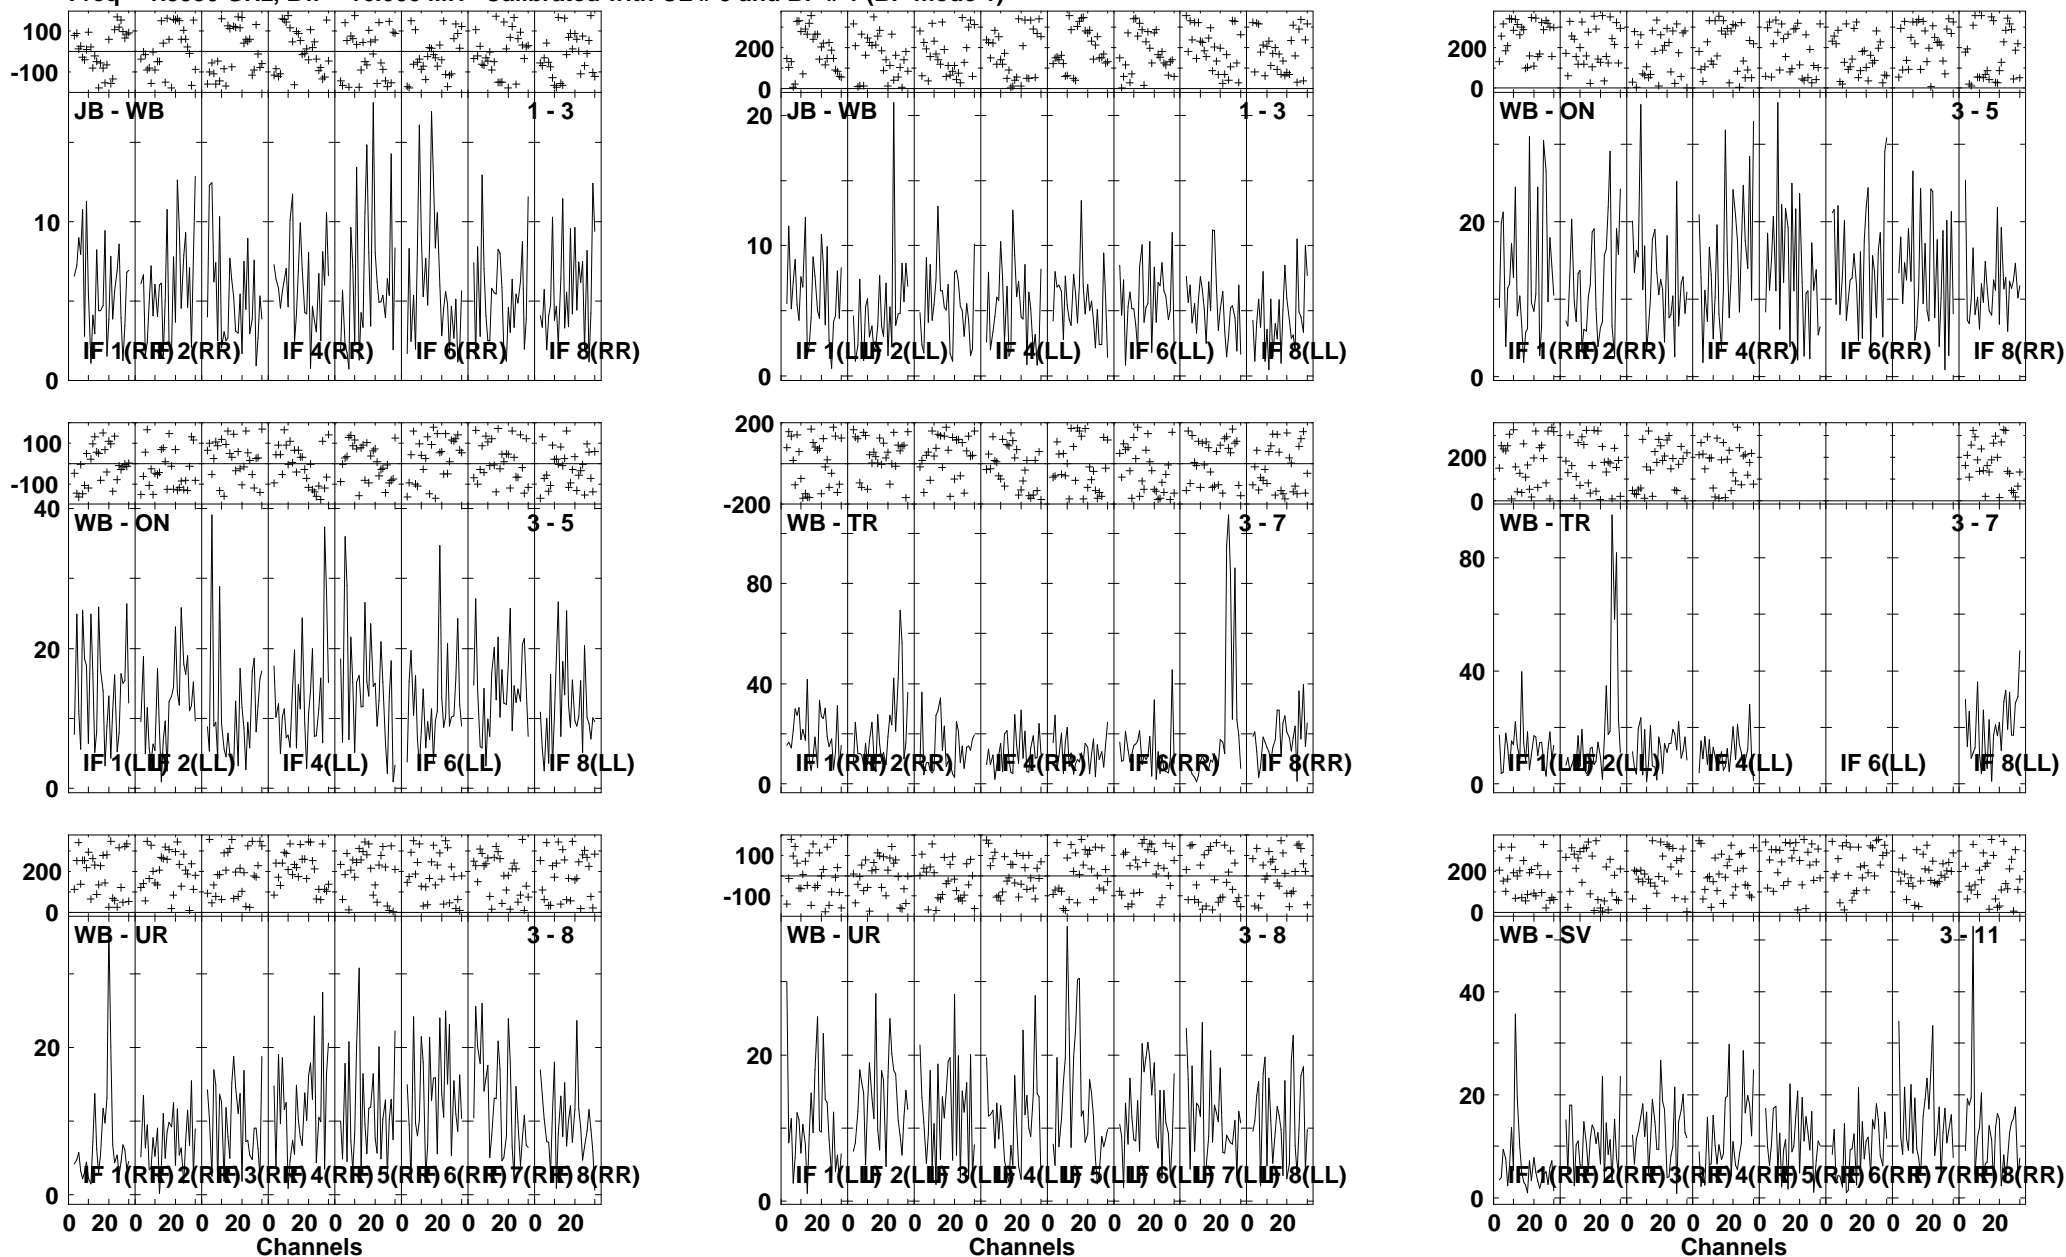 100 200 200
-100 0 0
JB - WB 1 - 3 JB - WB 1 - 3 WB - ON 3 - 5
20
10 20
10
IF 1(RR) IF 2(RR) IF 4(RR) IF 6(RR) IF 8(RR) IF 1(LL) IF 2(LL) IF 4(LL) IF 6(LL) IF 8(LL) IF 1(RR) IF 2(RR) IF 4(RR) IF 6(RR) IF 8(RR)
0 0 0
100 200 200
-100 -200 0
40
WB - ON 3 - 5 WB - TR 3 - 7 WB - TR 3 - 7
80 80
20 40 40
IF 1(LL) IF 2(LL) IF 4(LL) IF 6(LL) IF 8(LL) IF 1(RR) IF 2(RR) IF 4(RR) IF 6(RR) IF 8(RR) IF 1(LL) IF 2(LL) IF 4(LL) IF 6(LL) IF 8(LL)
0 0 0
200 100 200
0 -100 0
WB - UR 3 - 8 WB - UR 3 - 8 WB - SV 3 - 11
40
20 20 20
IF 1(RR) IF 2(RR) IF 3(RR) IF 4(RR) IF 5(RR) IF 6(RR) IF 7(RR) IF 8(RR) IF 1(LL) IF 2(LL) IF 3(LL) IF 4(LL) IF 5(LL) IF 6(LL) IF 7(LL) IF 8(LL) IF 1(RR) IF 2(RR) IF 3(RR) IF 4(RR) IF 5(RR) IF 6(RR) IF 7(RR) IF 8(RR)
0 0 0
0 20 0 20 0 20 0 20 0 20 0 20 0 20 0 20 0 20 0 20 0 20 0 20 0 20 0 20 0 20 0 20 0 20 0 20 0 20 0 20 0 20 0 20 0 20 0 20
Channels Channels Channels